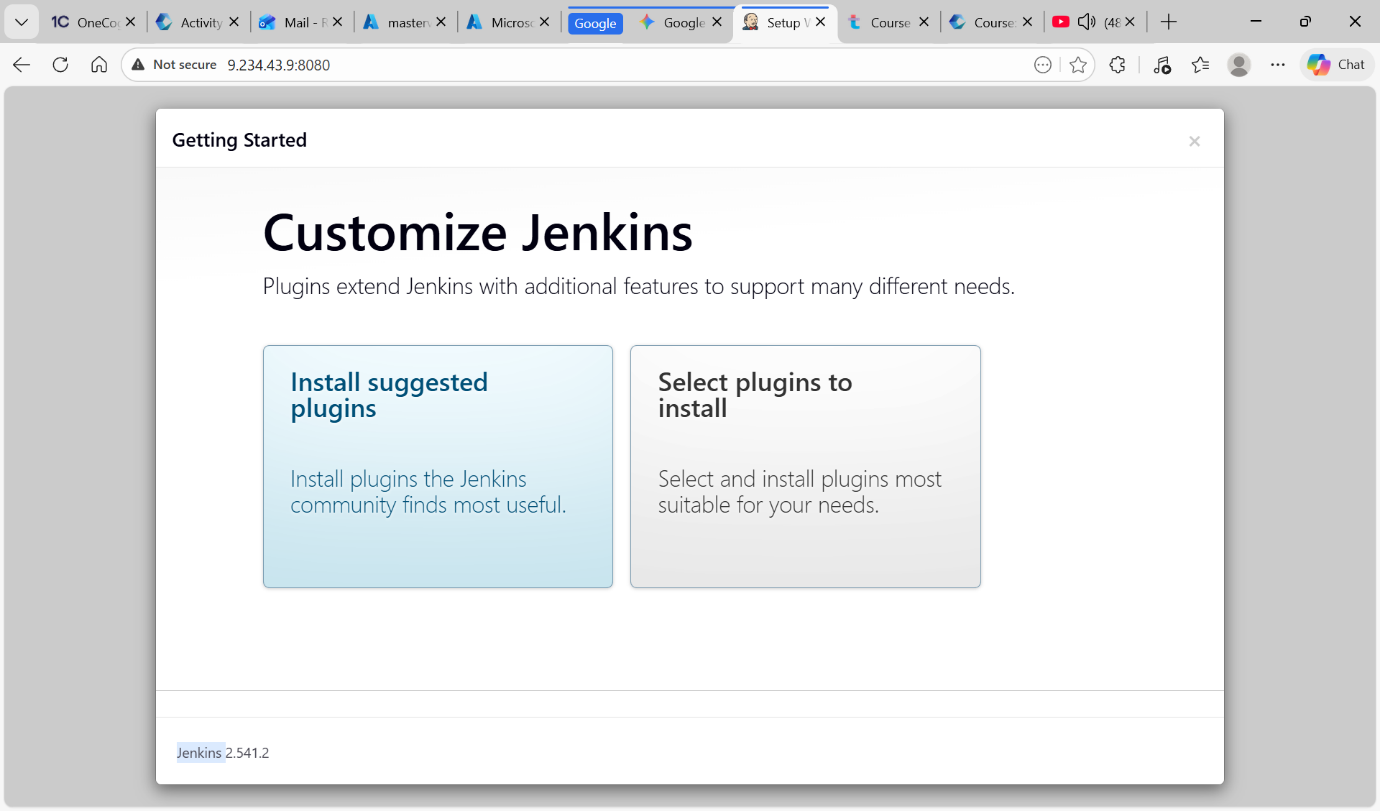 1C OneCog
Activity
Mail - R
masterv
Microso
Google
Google
Setup W
Course
Course:
(48
Not secure 9.234.43.9:8080
Chat
Getting Started
Customize Jenkins
Plugins extend Jenkins with additional features to support many different needs.
Install suggested
plugins
Install plugins the Jenkins
community finds most useful.
Select plugins to
install
Select and install plugins most
suitable for your needs.
Jenkins 2.541.2